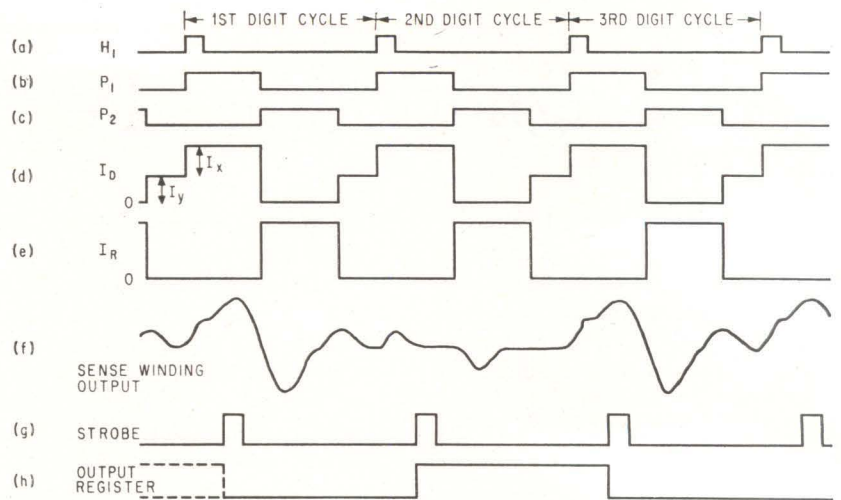 1ST DIGIT CYCLE 2ND DIGIT CYCLE 3RD DIGIT CYCLE
(a) H1
(b) P1
(c) P2
(d) ID Ix
Iy
0
(e) IR
0
(f)
SENSE WINDING
OUTPUT
(g) STROBE
(h) OUTPUT
REGISTER